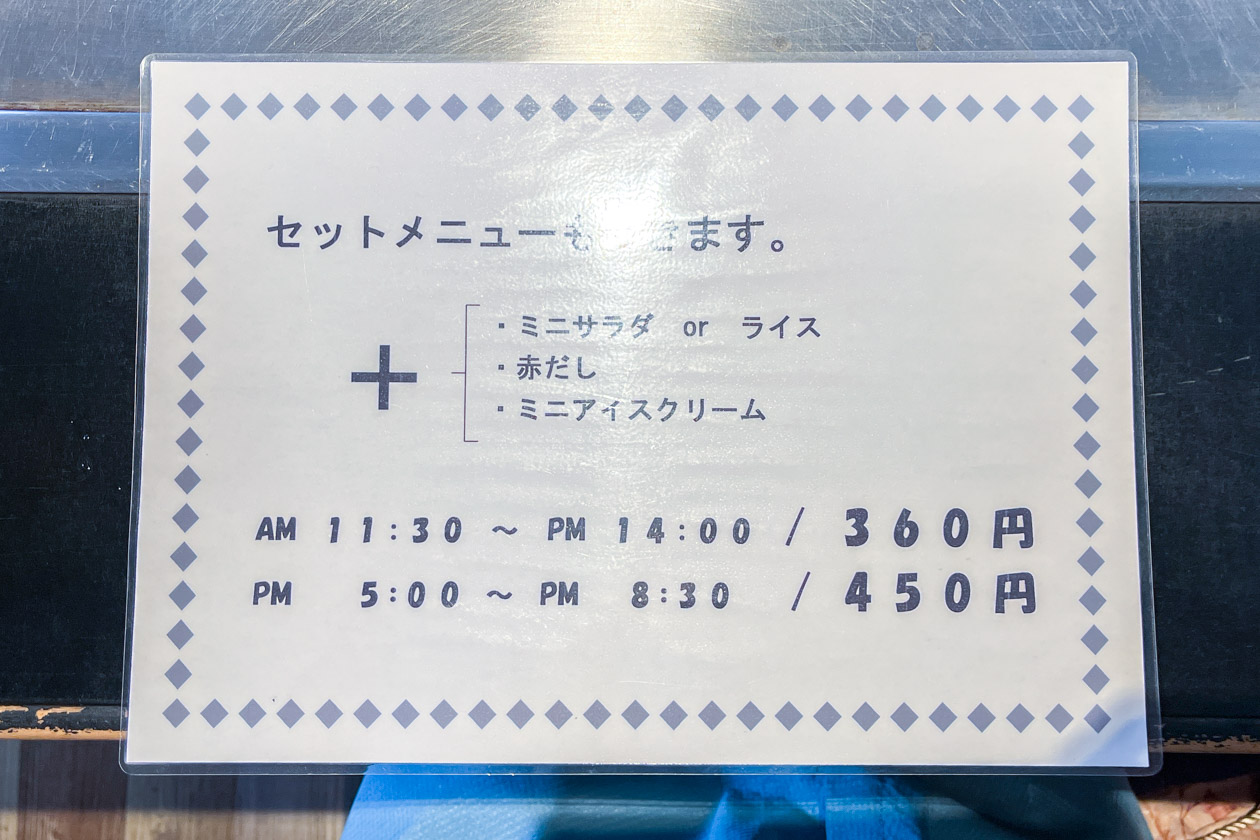 セットメニューもできます。
+
・ミニサラダ or ライス
・赤だし
・ミニアイスクリーム
AM 11:30 ～ PM 14:00 / 360円
PM 5:00 ～ PM 8:30 / 450円